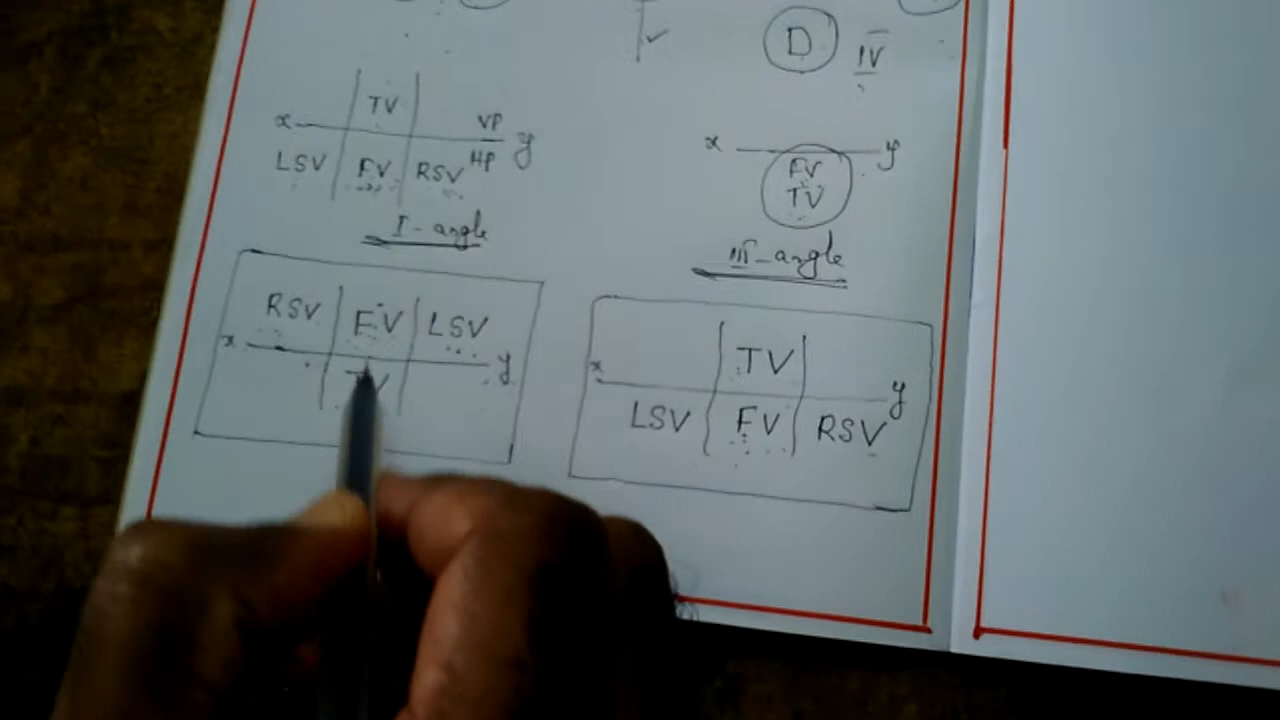 D IV
TV
x VP y
LSV FV RSV HP
I - angle
x y
FV
TV
III - angle
RSV FV LSV
x y
TV
TV
x y
LSV FV RSV